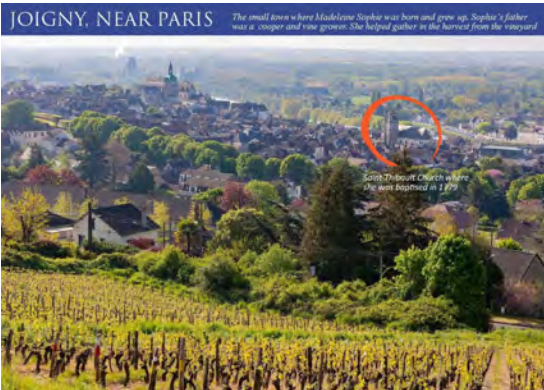 JOIGNY, NEAR PARIS
The small town where Madeleine Sophie was born and grew up. Sophie's father
was a cooper and vine grower. She helped gather in the harvest from the vineyard
Saint Thibault Church where
she was baptised in 1779